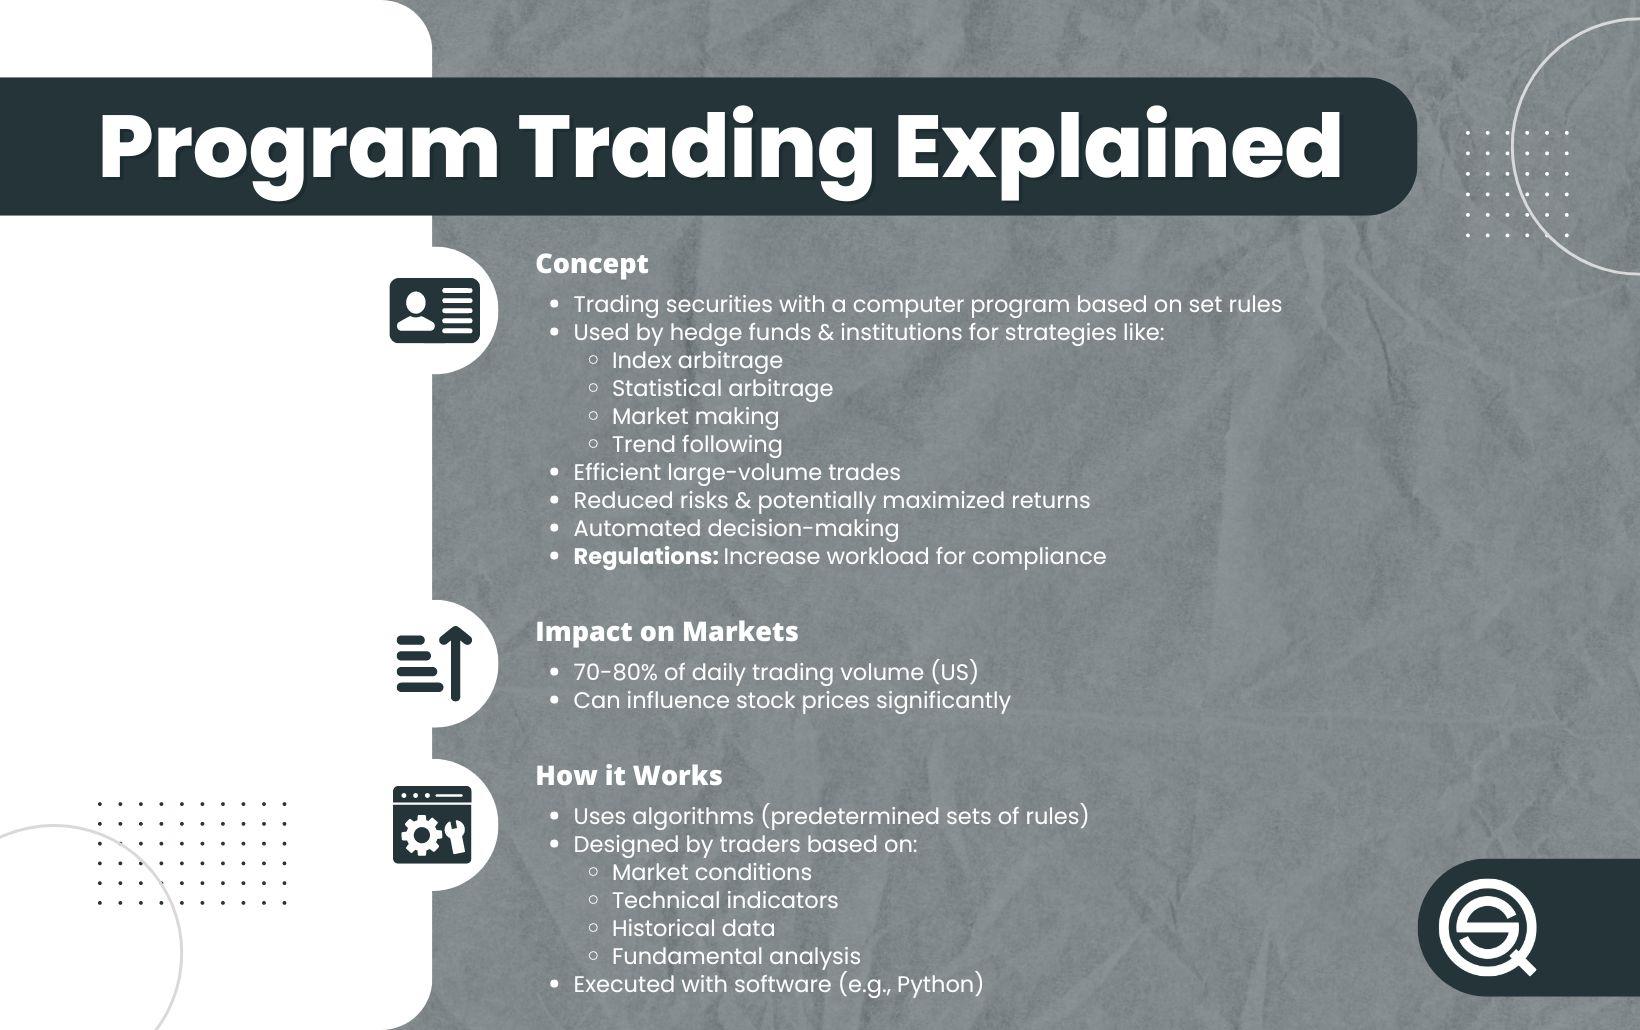 Program Trading Explained
Concept
• Trading securities with a computer program based on set rules
• Used by hedge funds & institutions for strategies like:
○ Index arbitrage
○ Statistical arbitrage
○ Market making
○ Trend following
• Efficient large-volume trades
• Reduced risks & potentially maximized returns
• Automated decision-making
• Regulations: Increase workload for compliance
Impact on Markets
• 70-80% of daily trading volume (US)
• Can influence stock prices significantly
How it Works
• Uses algorithms (predetermined sets of rules)
• Designed by traders based on:
○ Market conditions
○ Technical indicators
○ Historical data
○ Fundamental analysis
• Executed with software (e.g., Python)